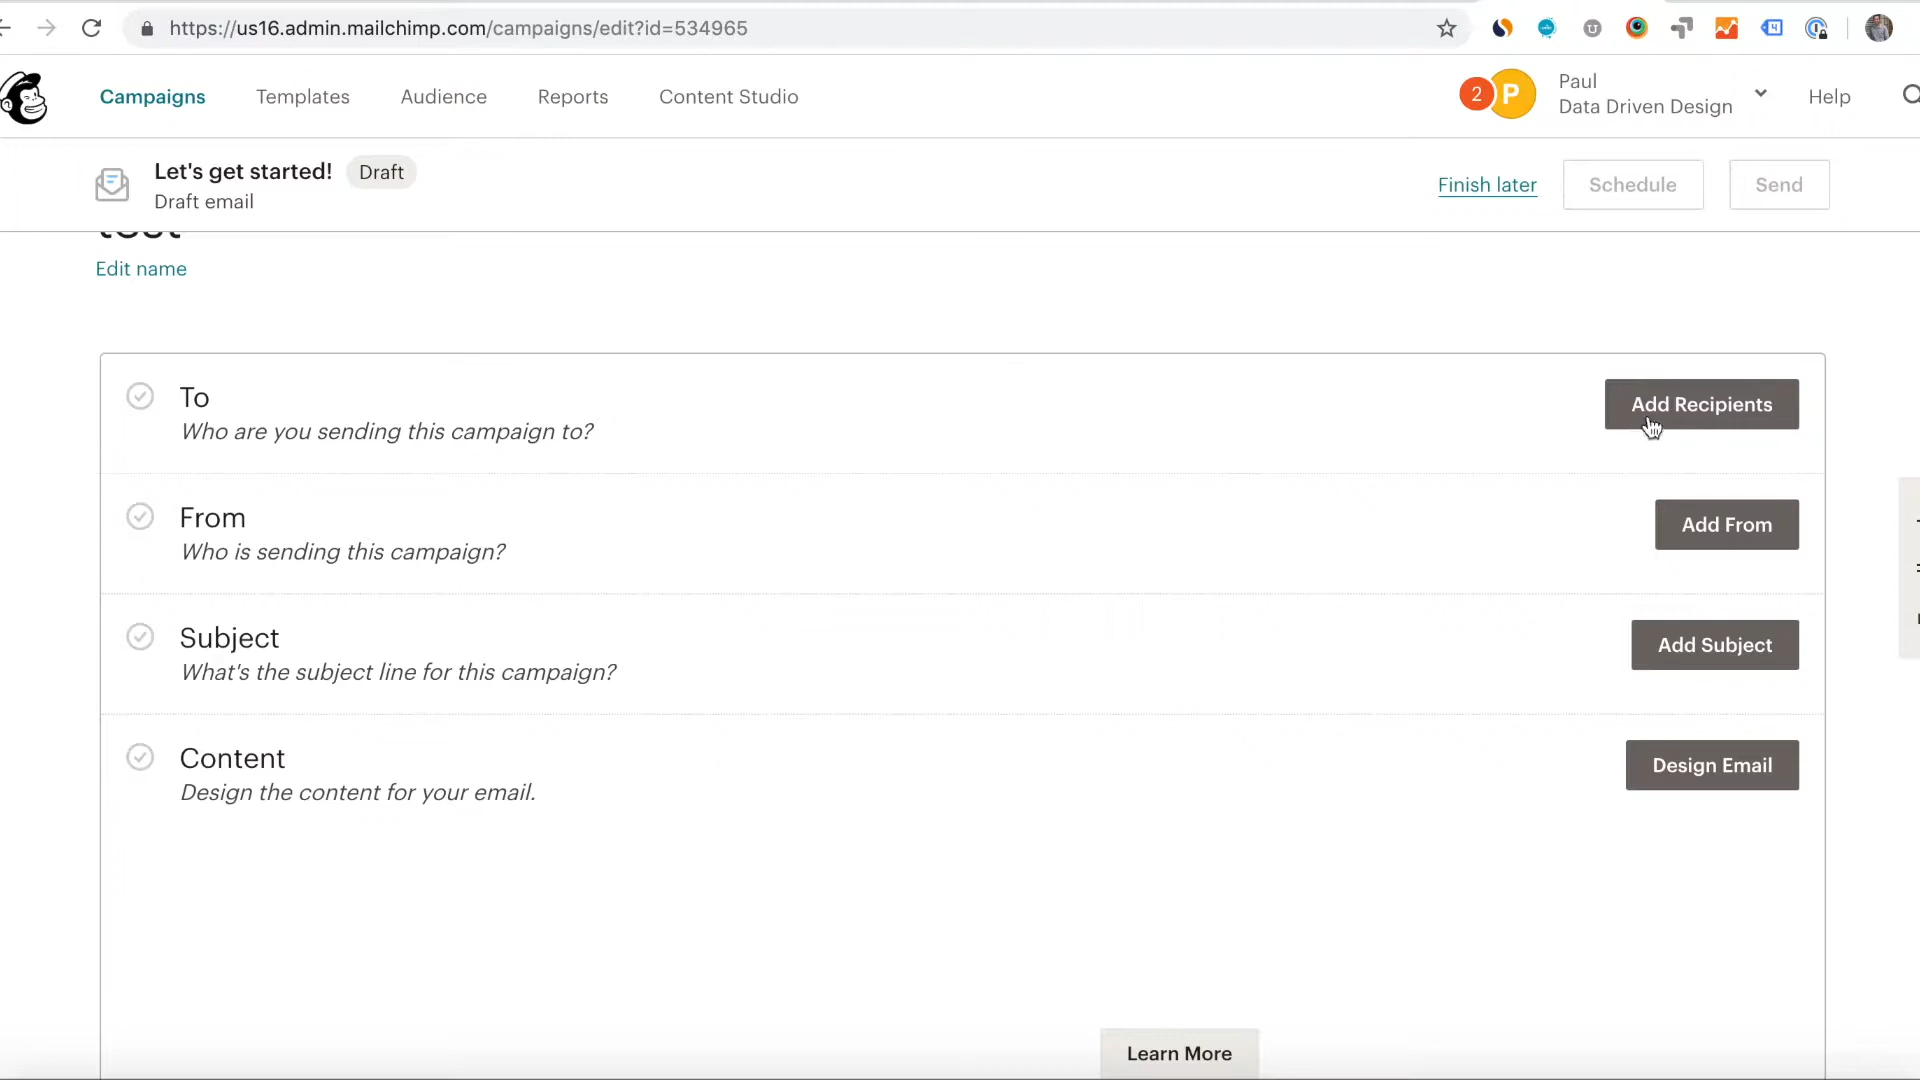 https://us16.admin.mailchimp.com/campaigns/edit?id=534965
Campaigns
Templates
Audience
Reports
Content Studio
2
P
Paul
Data Driven Design
Help
Let's get started!
Draft
Draft email
Finish later
Schedule
Send
test
Edit name
To
Who are you sending this campaign to?
Add Recipients
From
Who is sending this campaign?
Add From
Subject
What's the subject line for this campaign?
Add Subject
Content
Design the content for your email.
Design Email
Learn More